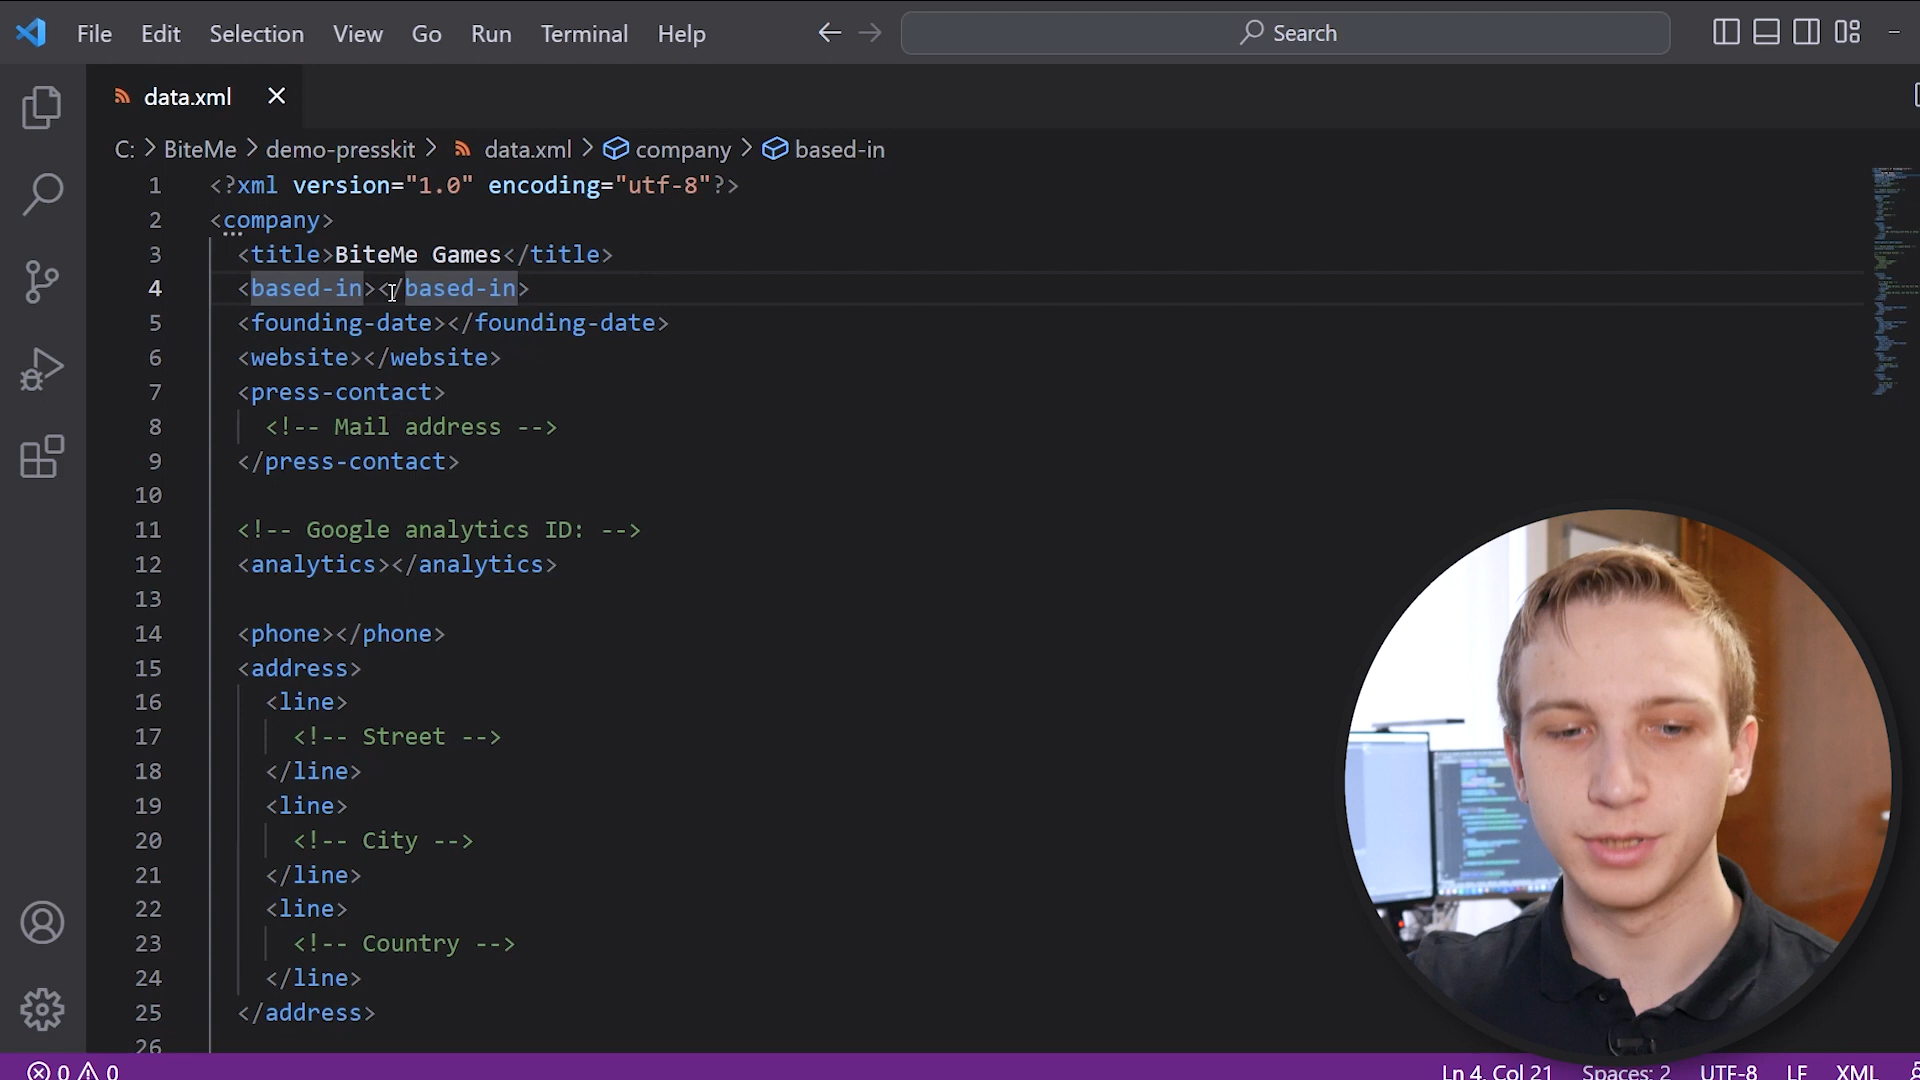 File Edit Selection View Go Run Terminal Help Search
data.xml
C: > BiteMe > demo-presskit > data.xml > company > based-in
1 <?xml version="1.0" encoding="utf-8"?>
2 <company>
3 <title>BiteMe Games</title>
4 <based-in></based-in>
5 <founding-date></founding-date>
6 <website></website>
7 <press-contact>
8 <!-- Mail address -->
9 </press-contact>
10
11 <!-- Google analytics ID: -->
12 <analytics></analytics>
13
14 <phone></phone>
15 <address>
16 <line>
17 <!-- Street -->
18 </line>
19 <line>
20 <!-- City -->
21 </line>
22 <line>
23 <!-- Country -->
24 </line>
25 </address>
26
0 0 Ln 4, Col 21 Spaces: 2 UTF-8 LF XML